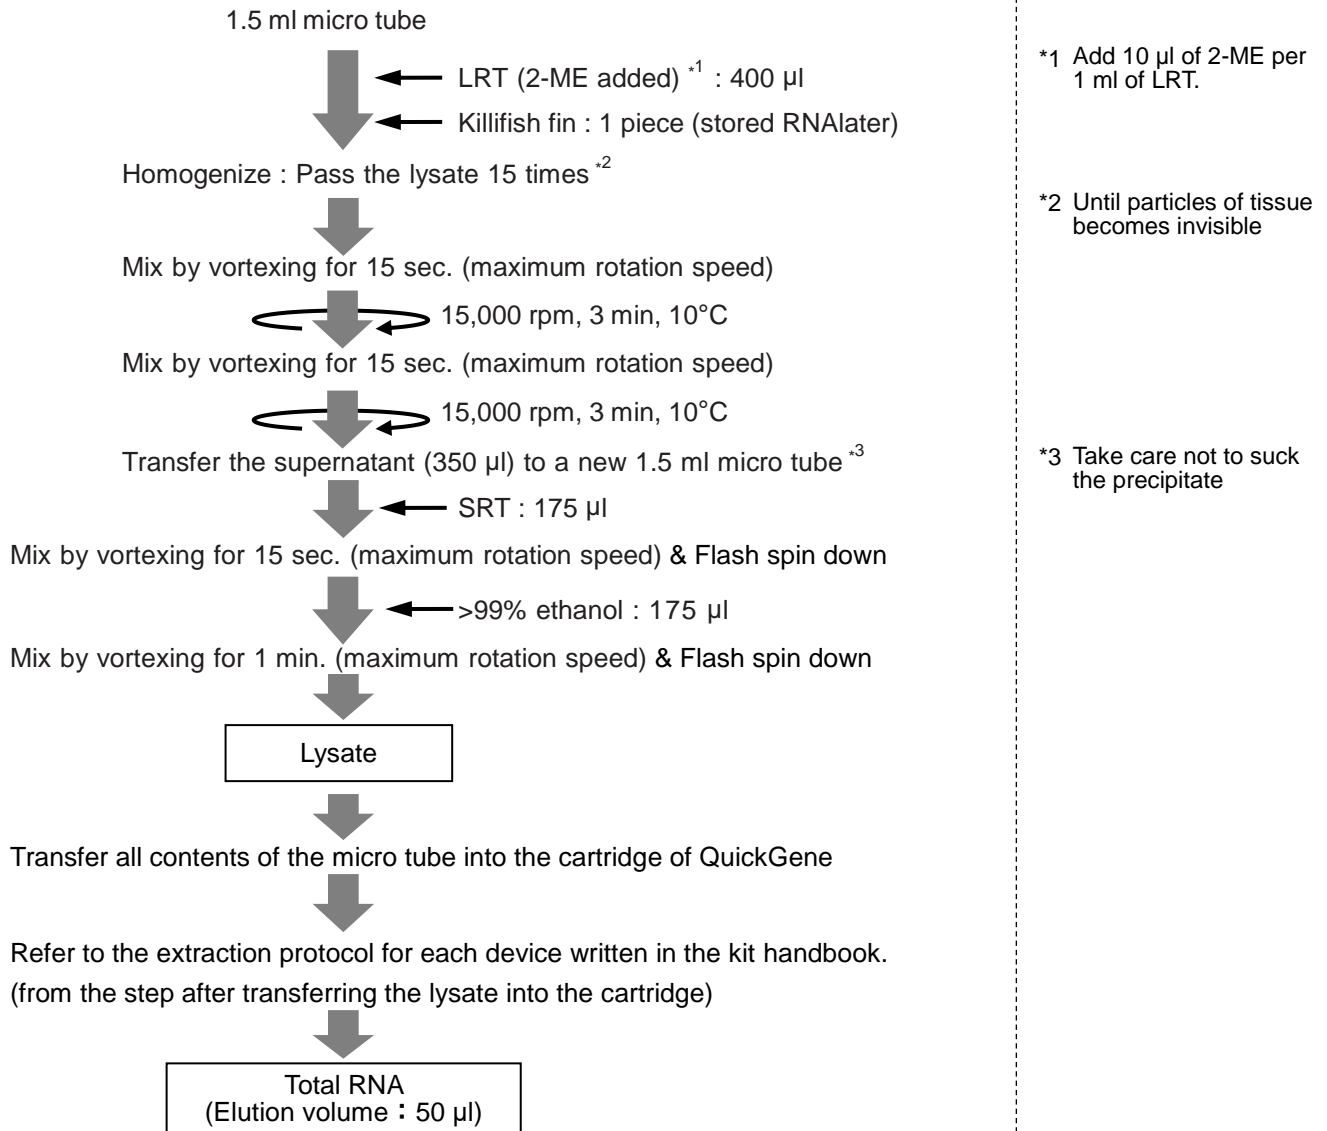 1.5 ml micro tube
LRT (2-ME added) *1 : 400 µl
Killifish fin : 1 piece (stored RNAlater)
Homogenize : Pass the lysate 15 times *2
Mix by vortexing for 15 sec. (maximum rotation speed)
15,000 rpm, 3 min, 10°C
Mix by vortexing for 15 sec. (maximum rotation speed)
15,000 rpm, 3 min, 10°C
Transfer the supernatant (350 µl) to a new 1.5 ml micro tube *3
SRT : 175 µl
Mix by vortexing for 15 sec. (maximum rotation speed) & Flash spin down
>99% ethanol : 175 µl
Mix by vortexing for 1 min. (maximum rotation speed) & Flash spin down
Lysate
Transfer all contents of the micro tube into the cartridge of QuickGene
Refer to the extraction protocol for each device written in the kit handbook.
(from the step after transferring the lysate into the cartridge)
Total RNA
(Elution volume : 50 µl)
*1 Add 10 µl of 2-ME per
1 ml of LRT.
*2 Until particles of tissue
becomes invisible
*3 Take care not to suck
the precipitate